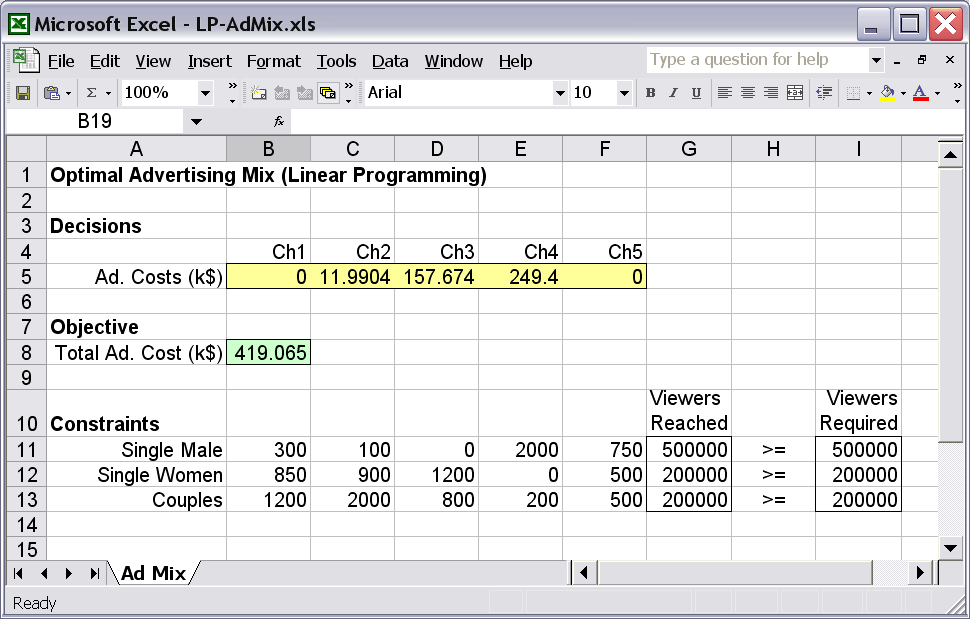 Microsoft Excel - LP-AdMix.xls
File Edit View Insert Format Tools Data Window Help Type a question for help
Σ 100% » » Arial 10 B I U A »
B19 fx
A B C D E F G H I
1 Optimal Advertising Mix (Linear Programming)
2
3 Decisions
4 Ch1 Ch2 Ch3 Ch4 Ch5
5 Ad. Costs (k$) 0 11.9904 157.674 249.4 0
6
7 Objective
8 Total Ad. Cost (k$) 419.065
9
Viewers Viewers
10 Constraints Reached Required
11 Single Male 300 100 0 2000 750 500000 >= 500000
12 Single Women 850 900 1200 0 500 200000 >= 200000
13 Couples 1200 2000 800 200 500 200000 >= 200000
14
15
Ad Mix
Ready